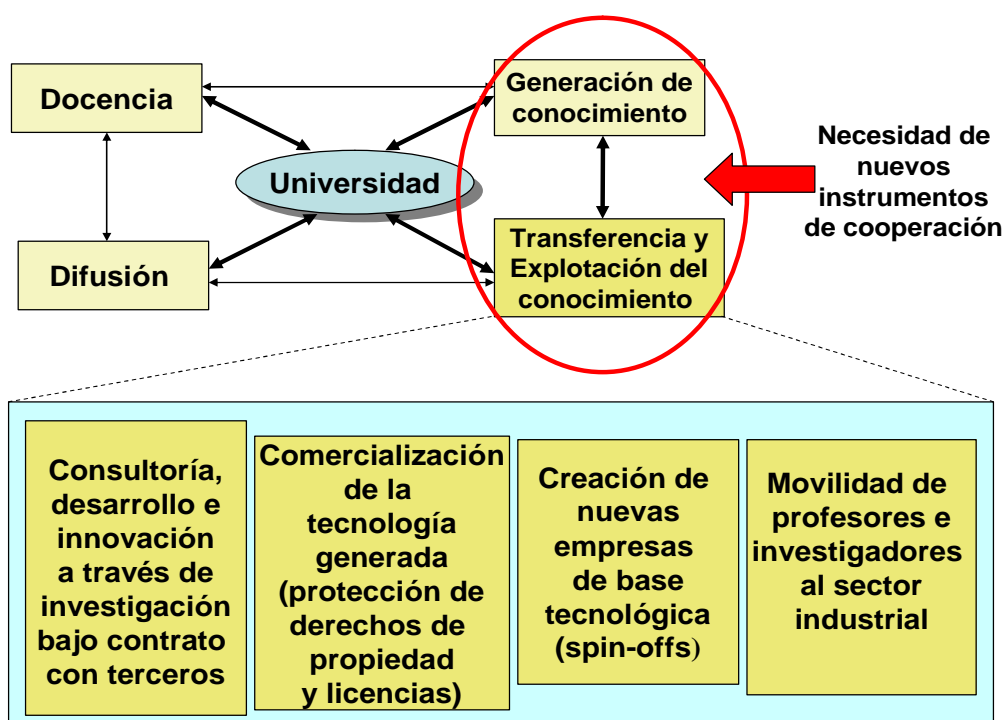 Docencia
Generación de
conocimiento
Necesidad de
nuevos
instrumentos
de cooperación
Universidad
Difusión
Transferencia y
Explotación del
conocimiento
Consultoría,
desarrollo e
innovación
a través de
investigación
bajo contrato
con terceros
Comercialización
de la
tecnología
generada
(protección de
derechos de
propiedad
y licencias)
Creación de
nuevas
empresas
de base
tecnológica
(spin-offs)
Movilidad de
profesores e
investigadores
al sector
industrial